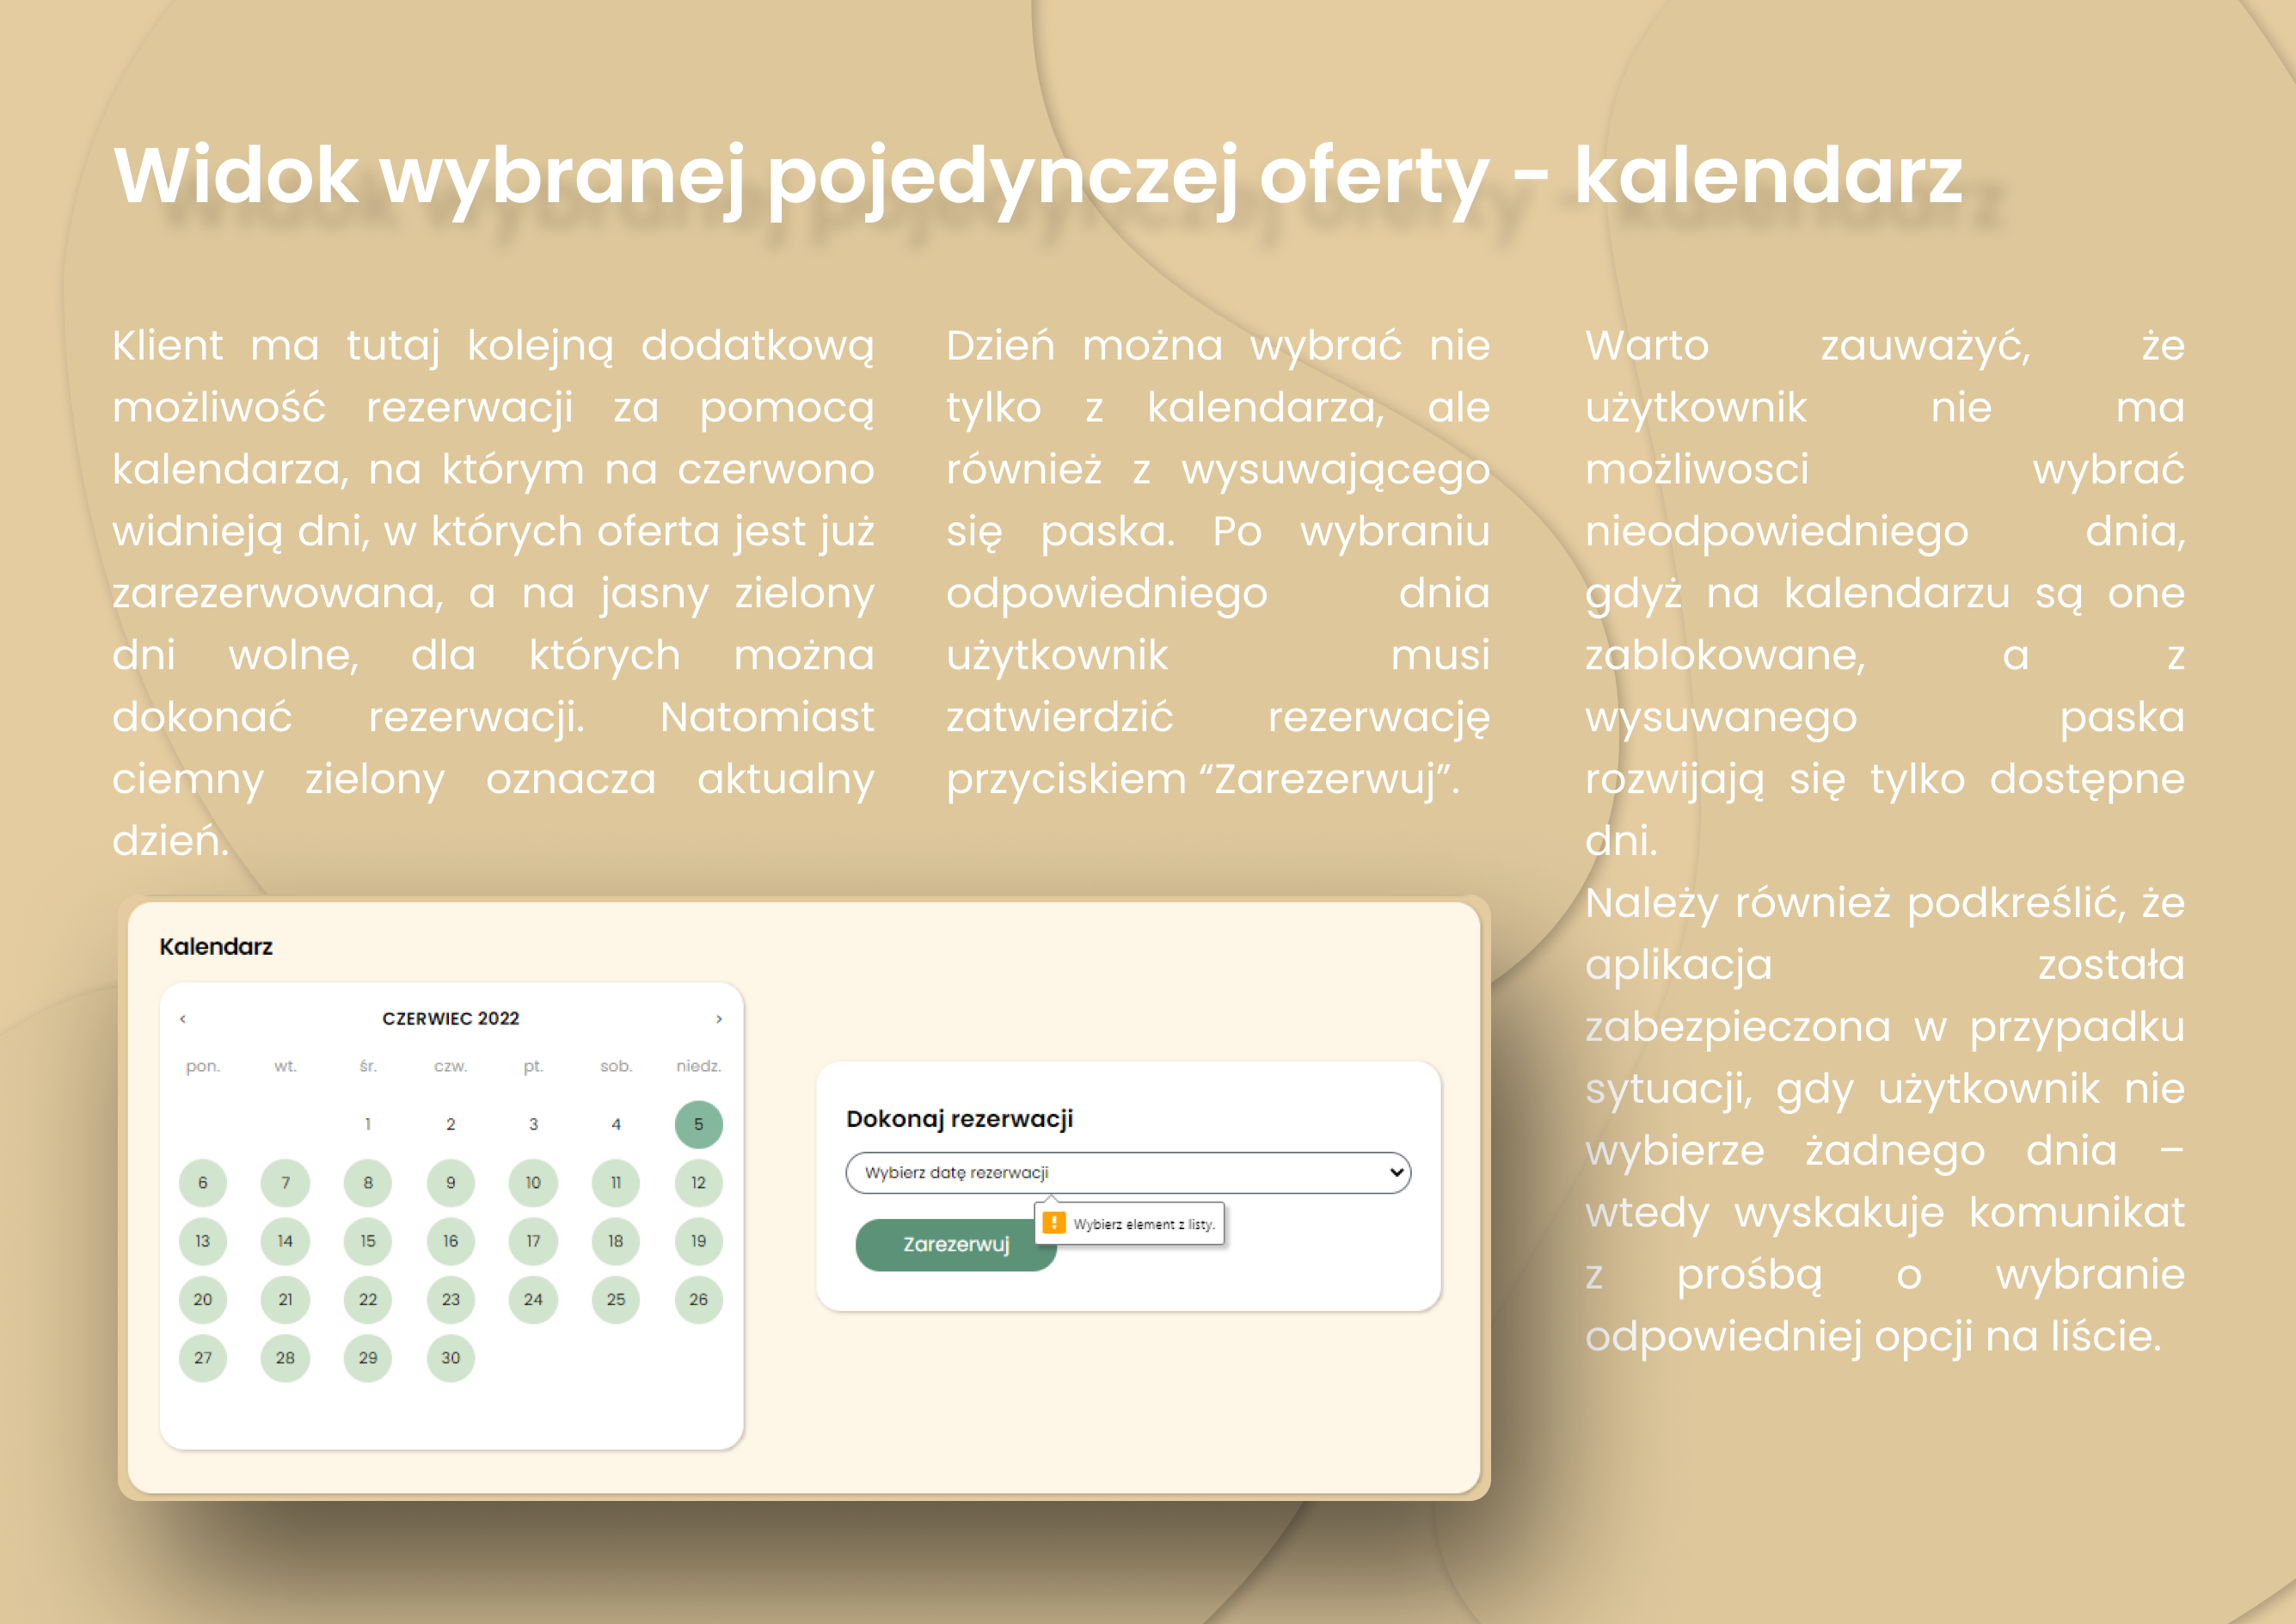 Widok wybranej pojedynczej oferty - kalendarz
Klient ma tutaj kolejną dodatkową
możliwość rezerwacji za pomocą
kalendarza, na którym na czerwono
widnieją dni, w których oferta jest już
zarezerwowana, a na jasny zielony
dni wolne, dla których można
dokonać rezerwacji. Natomiast
ciemny zielony oznacza aktualny
dzień.
Dzień można wybrać nie
tylko z kalendarza, ale
również z wysuwającego
się paska. Po wybraniu
odpowiedniego dnia
użytkownik musi
zatwierdzić rezerwację
przyciskiem “Zarezerwuj”.
Warto zauważyć, że
użytkownik nie ma
możliwosci wybrać
nieodpowiedniego dnia,
gdyż na kalendarzu są one
zablokowane, a z
wysuwanego paska
rozwijają się tylko dostępne
dni.
Należy również podkreślić, że
aplikacja została
zabezpieczona w przypadku
sytuacji, gdy użytkownik nie
wybierze żadnego dnia –
wtedy wyskakuje komunikat
z prośbą o wybranie
odpowiedniej opcji na liście.
Kalendarz
‹ CZERWIEC 2022 ›
pon. wt. śr. czw. pt. sob. niedz.
1 2 3 4 5
6 7 8 9 10 11 12
13 14 15 16 17 18 19
20 21 22 23 24 25 26
27 28 29 30
Dokonaj rezerwacji
Wybierz datę rezerwacji
Wybierz element z listy.
Zarezerwuj